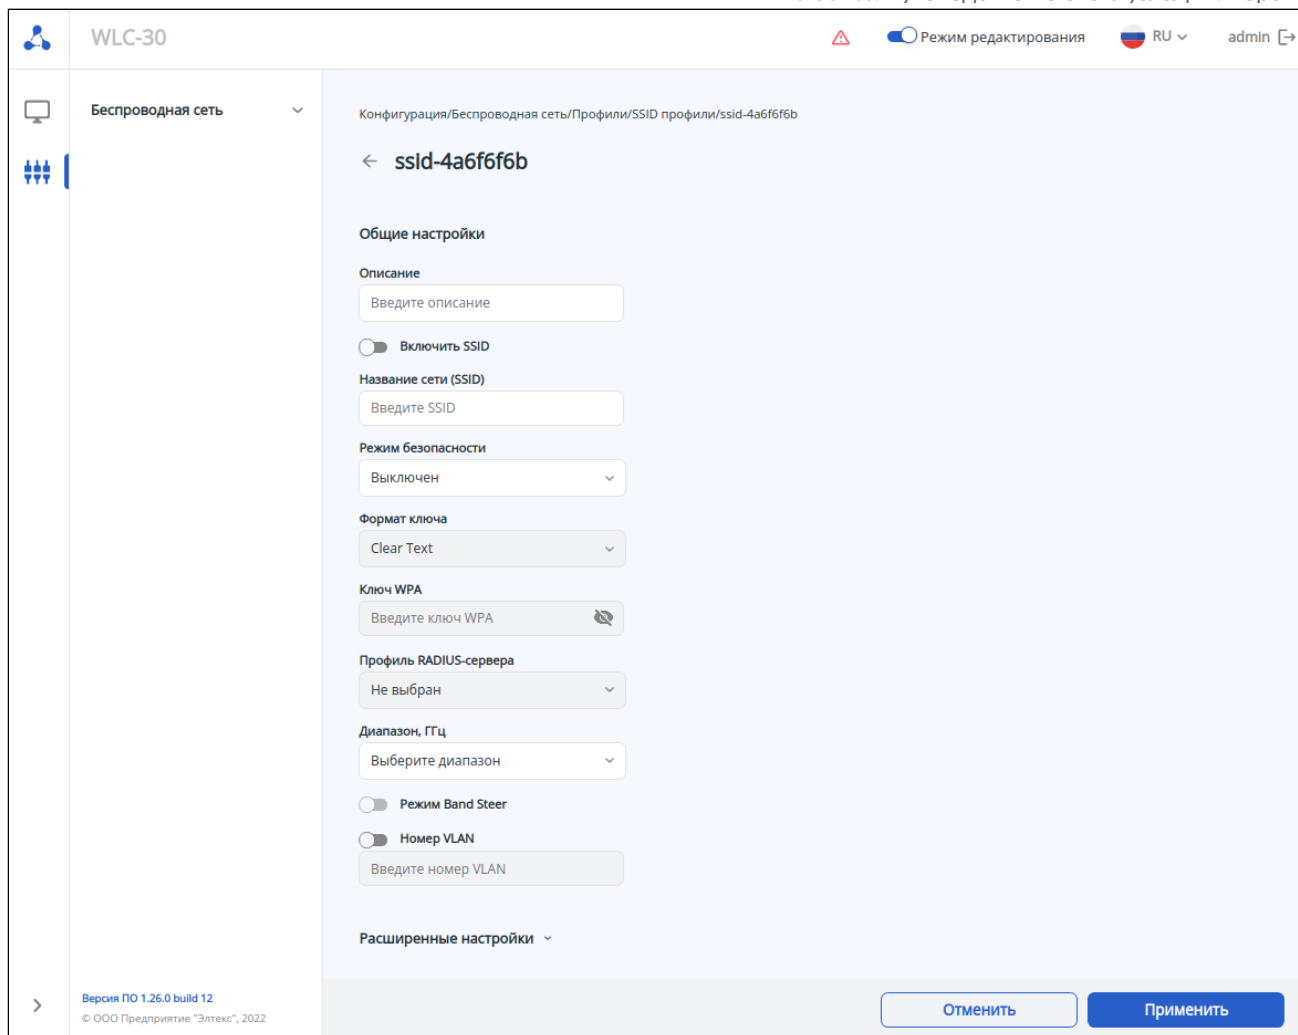 WLC-30
Режим редактирования
RU
admin
Беспроводная сеть
Конфигурация/Беспроводная сеть/Профили/SSID профили/ssid-4a6f6f6b
ssid-4a6f6f6b
Общие настройки
Описание
Введите описание
Включить SSID
Название сети (SSID)
Введите SSID
Режим безопасности
Выключен
Формат ключа
Clear Text
Ключ WPA
Введите ключ WPA
Профиль RADIUS-сервера
Не выбран
Диапазон, ГГц
Выберите диапазон
Режим Band Steer
Номер VLAN
Введите номер VLAN
Расширенные настройки
Версия ПО 1.26.0 build 12
© ООО Предприятие "Элтекс", 2022
Отменить
Применить